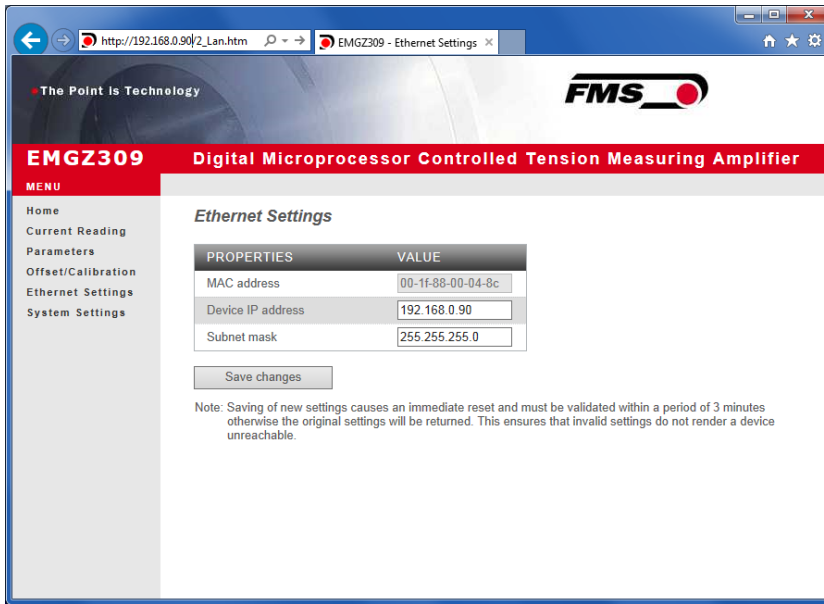 http://192.168.0.90/2_Lan.htm
EMGZ309 - Ethernet Settings
The Point is Technology
FMS
EMGZ309 Digital Microprocessor Controlled Tension Measuring Amplifier
MENU
Home
Current Reading
Parameters
Offset/Calibration
Ethernet Settings
System Settings
Ethernet Settings
PROPERTIES VALUE
MAC address 00-1f-88-00-04-8c
Device IP address 192.168.0.90
Subnet mask 255.255.255.0
Save changes
Note: Saving of new settings causes an immediate reset and must be validated within a period of 3 minutes
otherwise the original settings will be returned. This ensures that invalid settings do not render a device
unreachable.